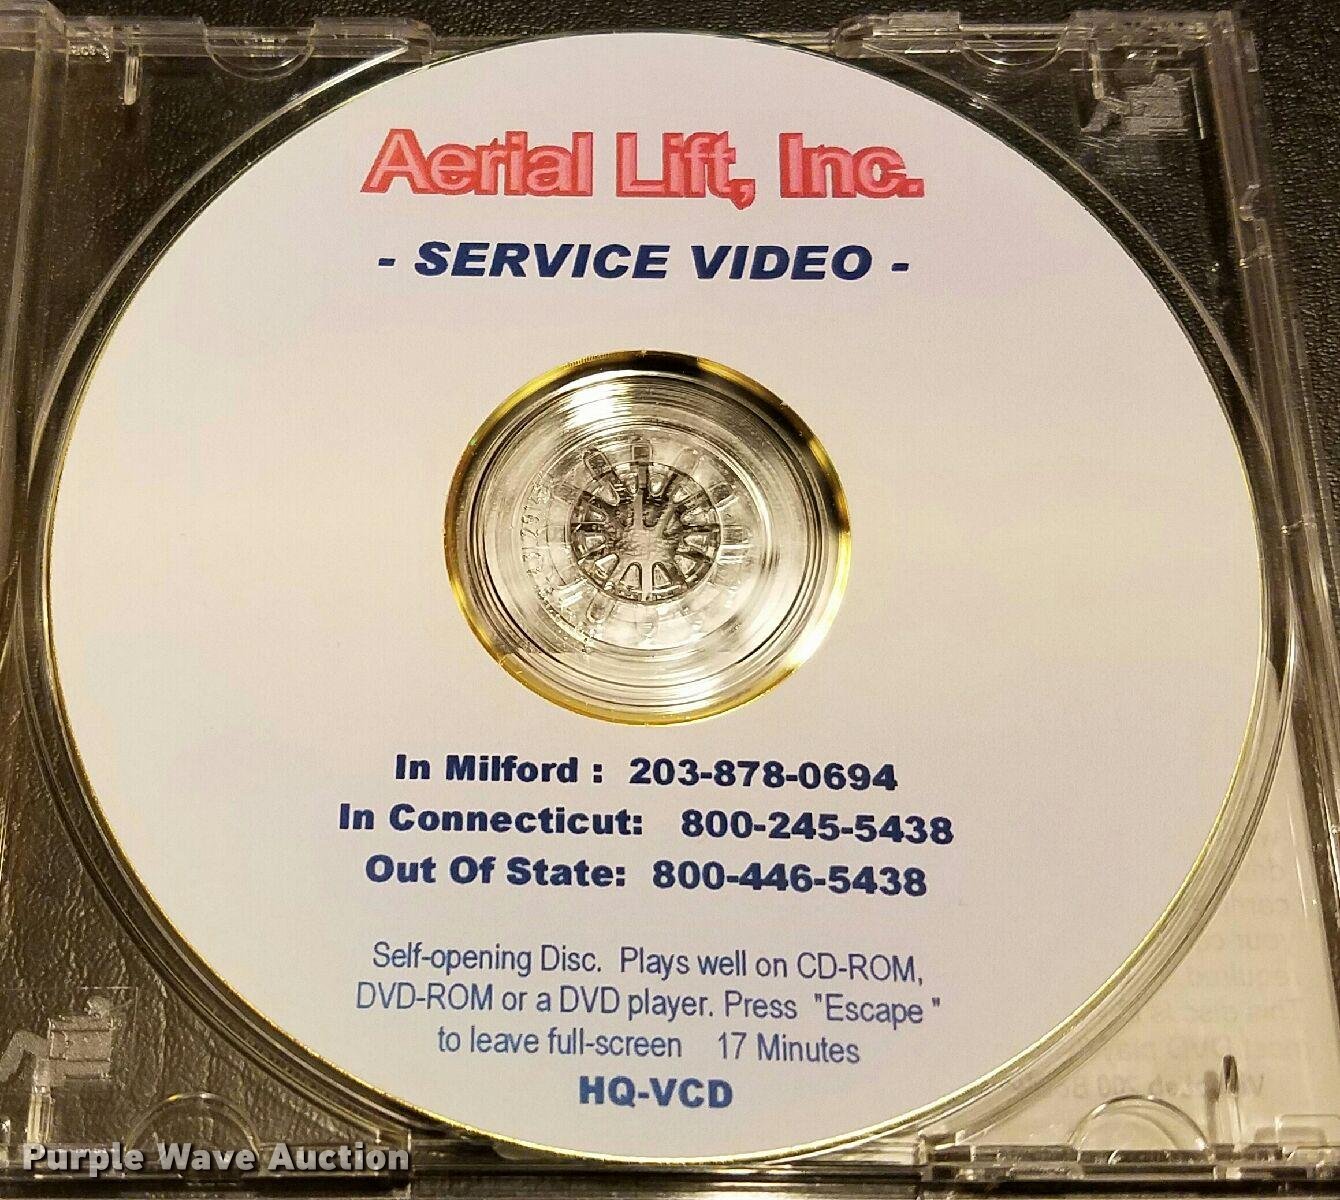 Aerial Lift, Inc.
- SERVICE VIDEO -
In Milford : 203-878-0694
In Connecticut: 800-245-5438
Out Of State: 800-446-5438
Self-opening Disc. Plays well on CD-ROM,
DVD-ROM or a DVD player. Press "Escape "
to leave full-screen 17 Minutes
HQ-VCD
Purple Wave Auction